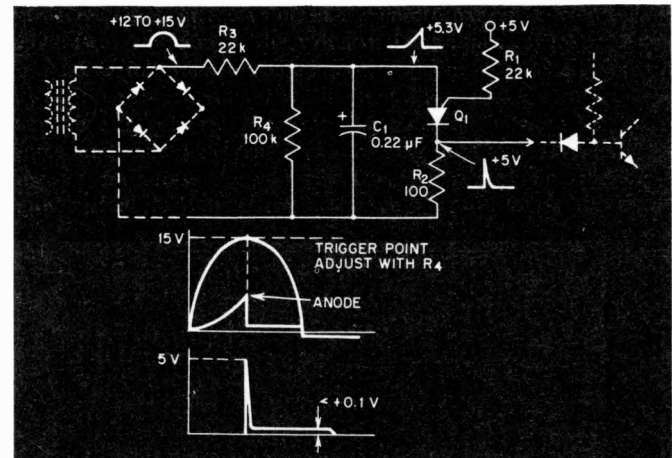 +12 TO +15 V
R3
22 k
+5.3V
+5 V
R1
22 k
R4
100 k
+
C1
0.22 μF
Q1
R2
100
+5 V
15 V
TRIGGER POINT
ADJUST WITH R4
ANODE
5 V
< +0.1 V